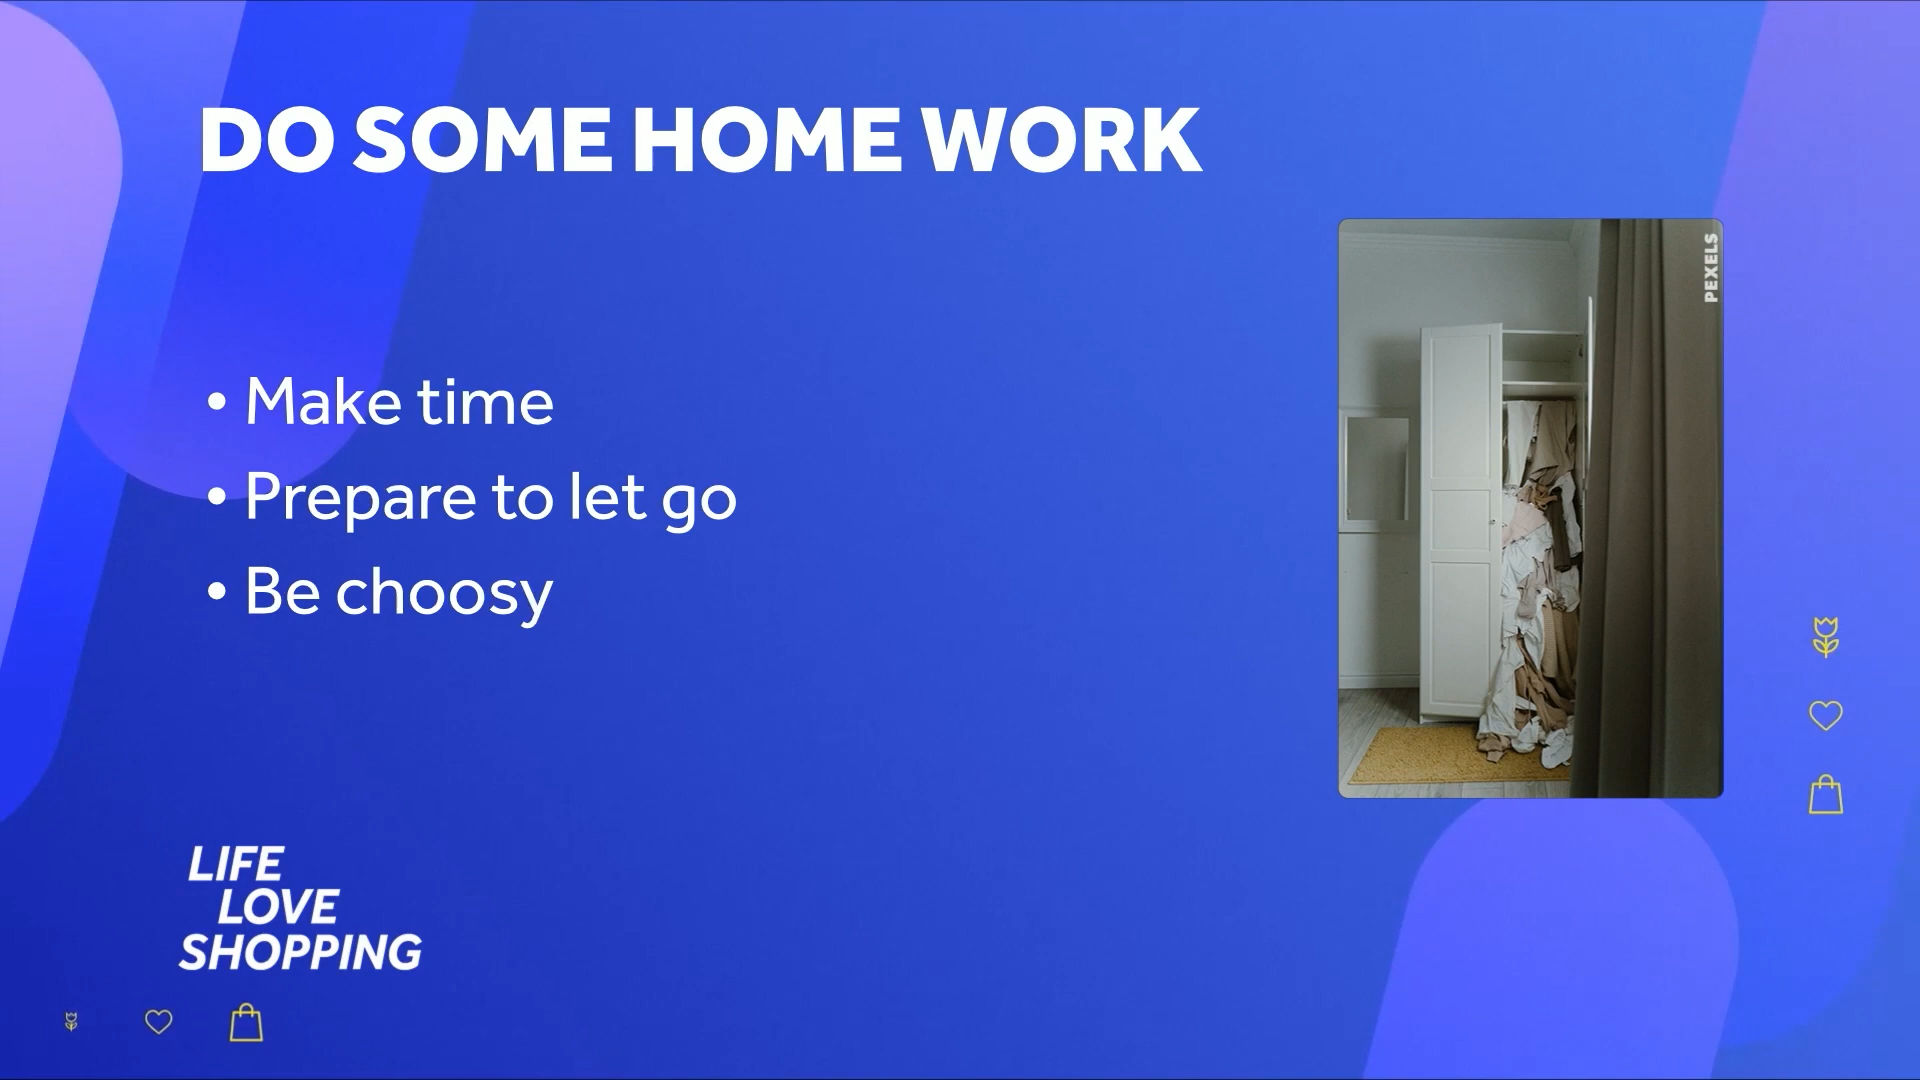 DO SOME HOME WORK
PEXELS
• Make time
• Prepare to let go
• Be choosy
LIFE
LOVE
SHOPPING